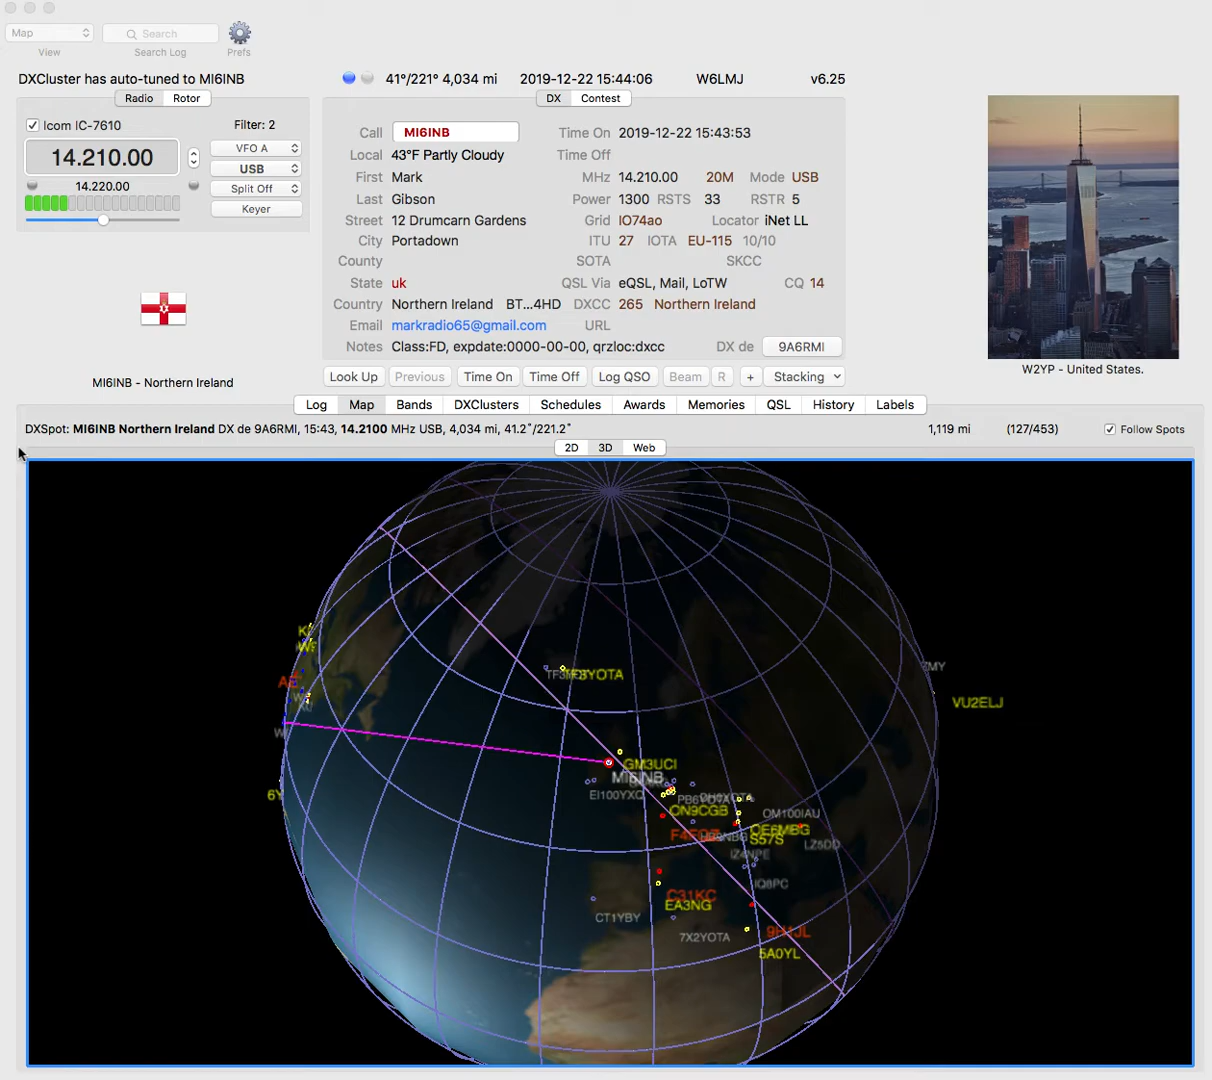 Map
Search
View
Search Log
Prefs
DXCluster has auto-tuned to MI6INB
41°/221° 4,034 mi
2019-12-22 15:44:06
W6LMJ
v6.25
Radio
Rotor
DX
Contest
Icom IC-7610
Filter: 2
14.210.00
VFO A
USB
14.220.00
Split Off
Keyer
Call MI6INB Time On 2019-12-22 15:43:53
Local 43°F Partly Cloudy Time Off
First Mark MHz 14.210.00 20M Mode USB
Last Gibson Power 1300 RSTS 33 RSTR 5
Street 12 Drumcarn Gardens Grid IO74ao Locator iNet LL
City Portadown ITU 27 IOTA EU-115 10/10
County SOTA SKCC
State uk QSL Via eQSL, Mail, LoTW CQ 14
Country Northern Ireland BT...4HD DXCC 265 Northern Ireland
Email markradio65@gmail.com URL
Notes Class:FD, expdate:0000-00-00, qrzloc:dxcc DX de 9A6RMI
MI6INB - Northern Ireland
W2YP - United States.
Look Up Previous Time On Time Off Log QSO Beam R + Stacking
Log Map Bands DXClusters Schedules Awards Memories QSL History Labels
DXSpot: MI6INB Northern Ireland DX de 9A6RMI, 15:43, 14.2100 MHz USB, 4,034 mi, 41.2°/221.2°
1,119 mi
(127/453)
Follow Spots
2D 3D Web
VU2ELJ
GM3UCI
MI6INB
EI100YXQ
ON9CGB
OM100IAU
OE6MBG
S57S
LZ5DD
IQ8PC
C31KC
EA3NG
CT1YBY
7X2YOTA
5A0YL